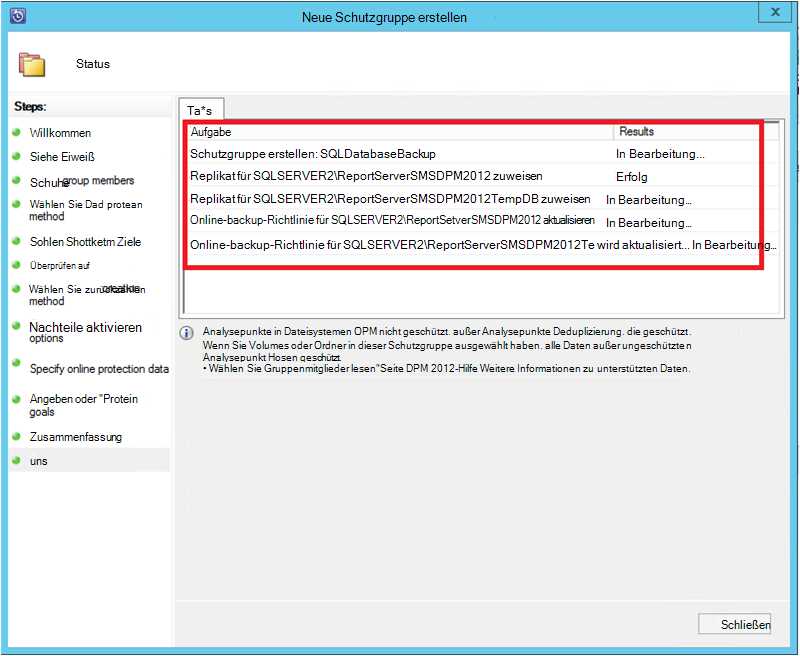 Neue Schutzgruppe erstellen
x
Status
Steps:
Willkommen
Siehe Eiweiß
Schuhe group members
Wählen Sie Dad protean
method
Sohlen Shottketm Ziele
Überprüfen auf
Wählen Sie
method
Nachteile aktivieren
options
Specify online protection data
Angeben oder "Protein
goals
Zusammenfassung
uns
Ta*s
Aufgabe Results
Schutzgruppe erstellen: SQLDatabaseBackup In Bearbeitung...
Replikat für SQLSERVER2\ReportServerSMSDPM2012 zuweisen Erfolg
Replikat für SQLSERVER2\ReportServerSMSDPM2012TempDB zuweisen In Bearbeitung...
Online-backup-Richtlinie für SQLSERVER2\ReportSetverSMSDPM2012 aktualisieren In Bearbeitung...
Online-backup-Richtlinie für SQLSERVER2\ReportServerSMSDPM2012Te wird aktualisiert... In Bearbeitung...
Analysepunkte in Dateisystemen OPM nicht geschützt. außer Analysepunkte Deduplizierung. die geschützt.
Wenn Sie Volumes oder Ordner in dieser Schutzgruppe ausgewählt haben. alle Daten außer ungeschützten
Analysepunkt Hosen geschützt.
• Wählen Sie Gruppenmitglieder lesen"Seite DPM 2012-Hilfe Weitere Informationen zu unterstützten Daten.
Schließen